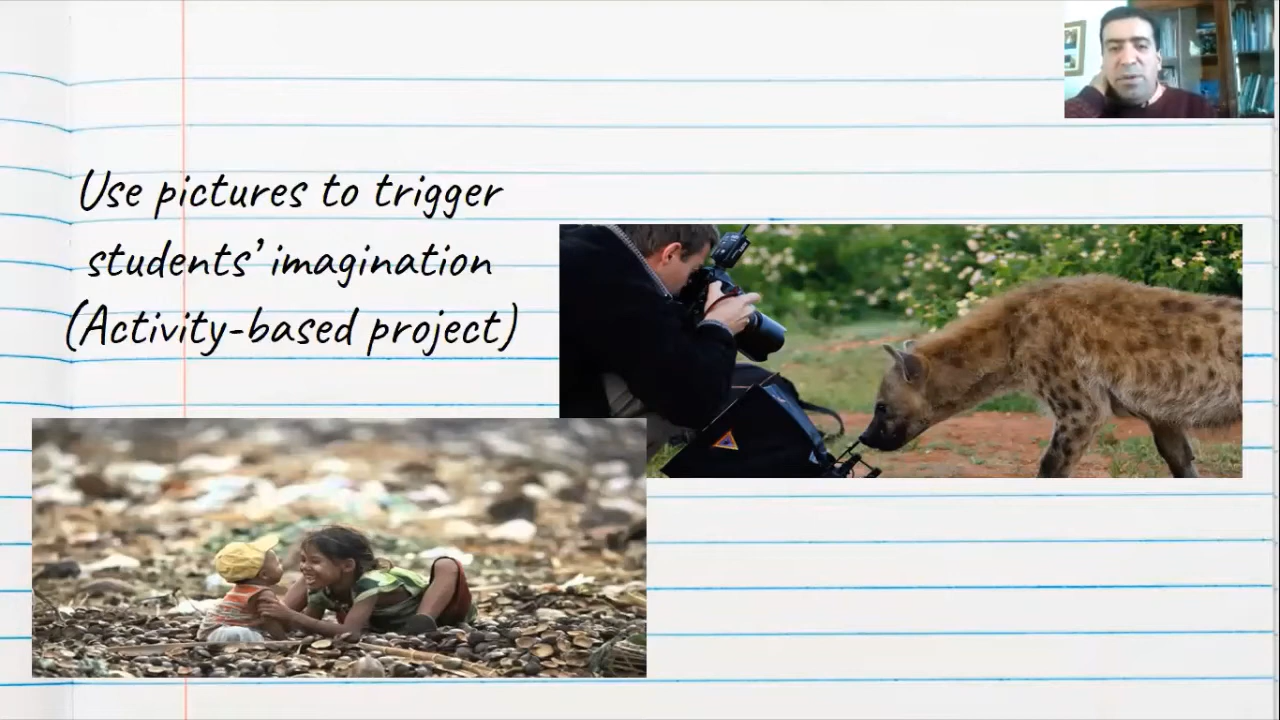 Use pictures to trigger
students’ imagination
(Activity-based project)